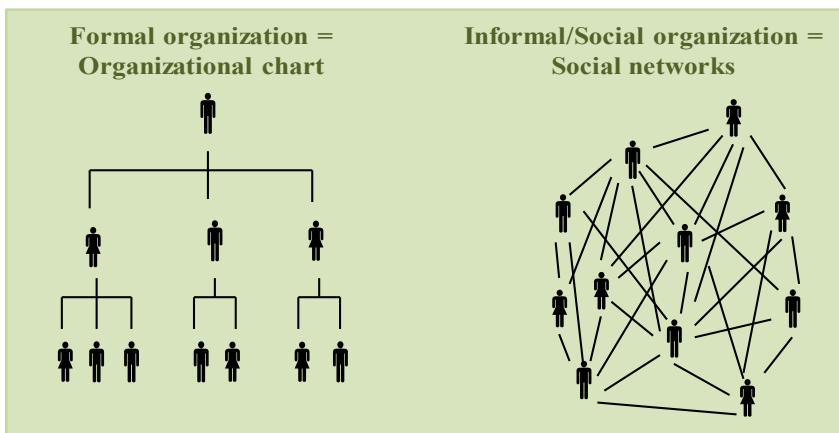 Formal organization =
Organizational chart
Informal/Social organization =
Social networks